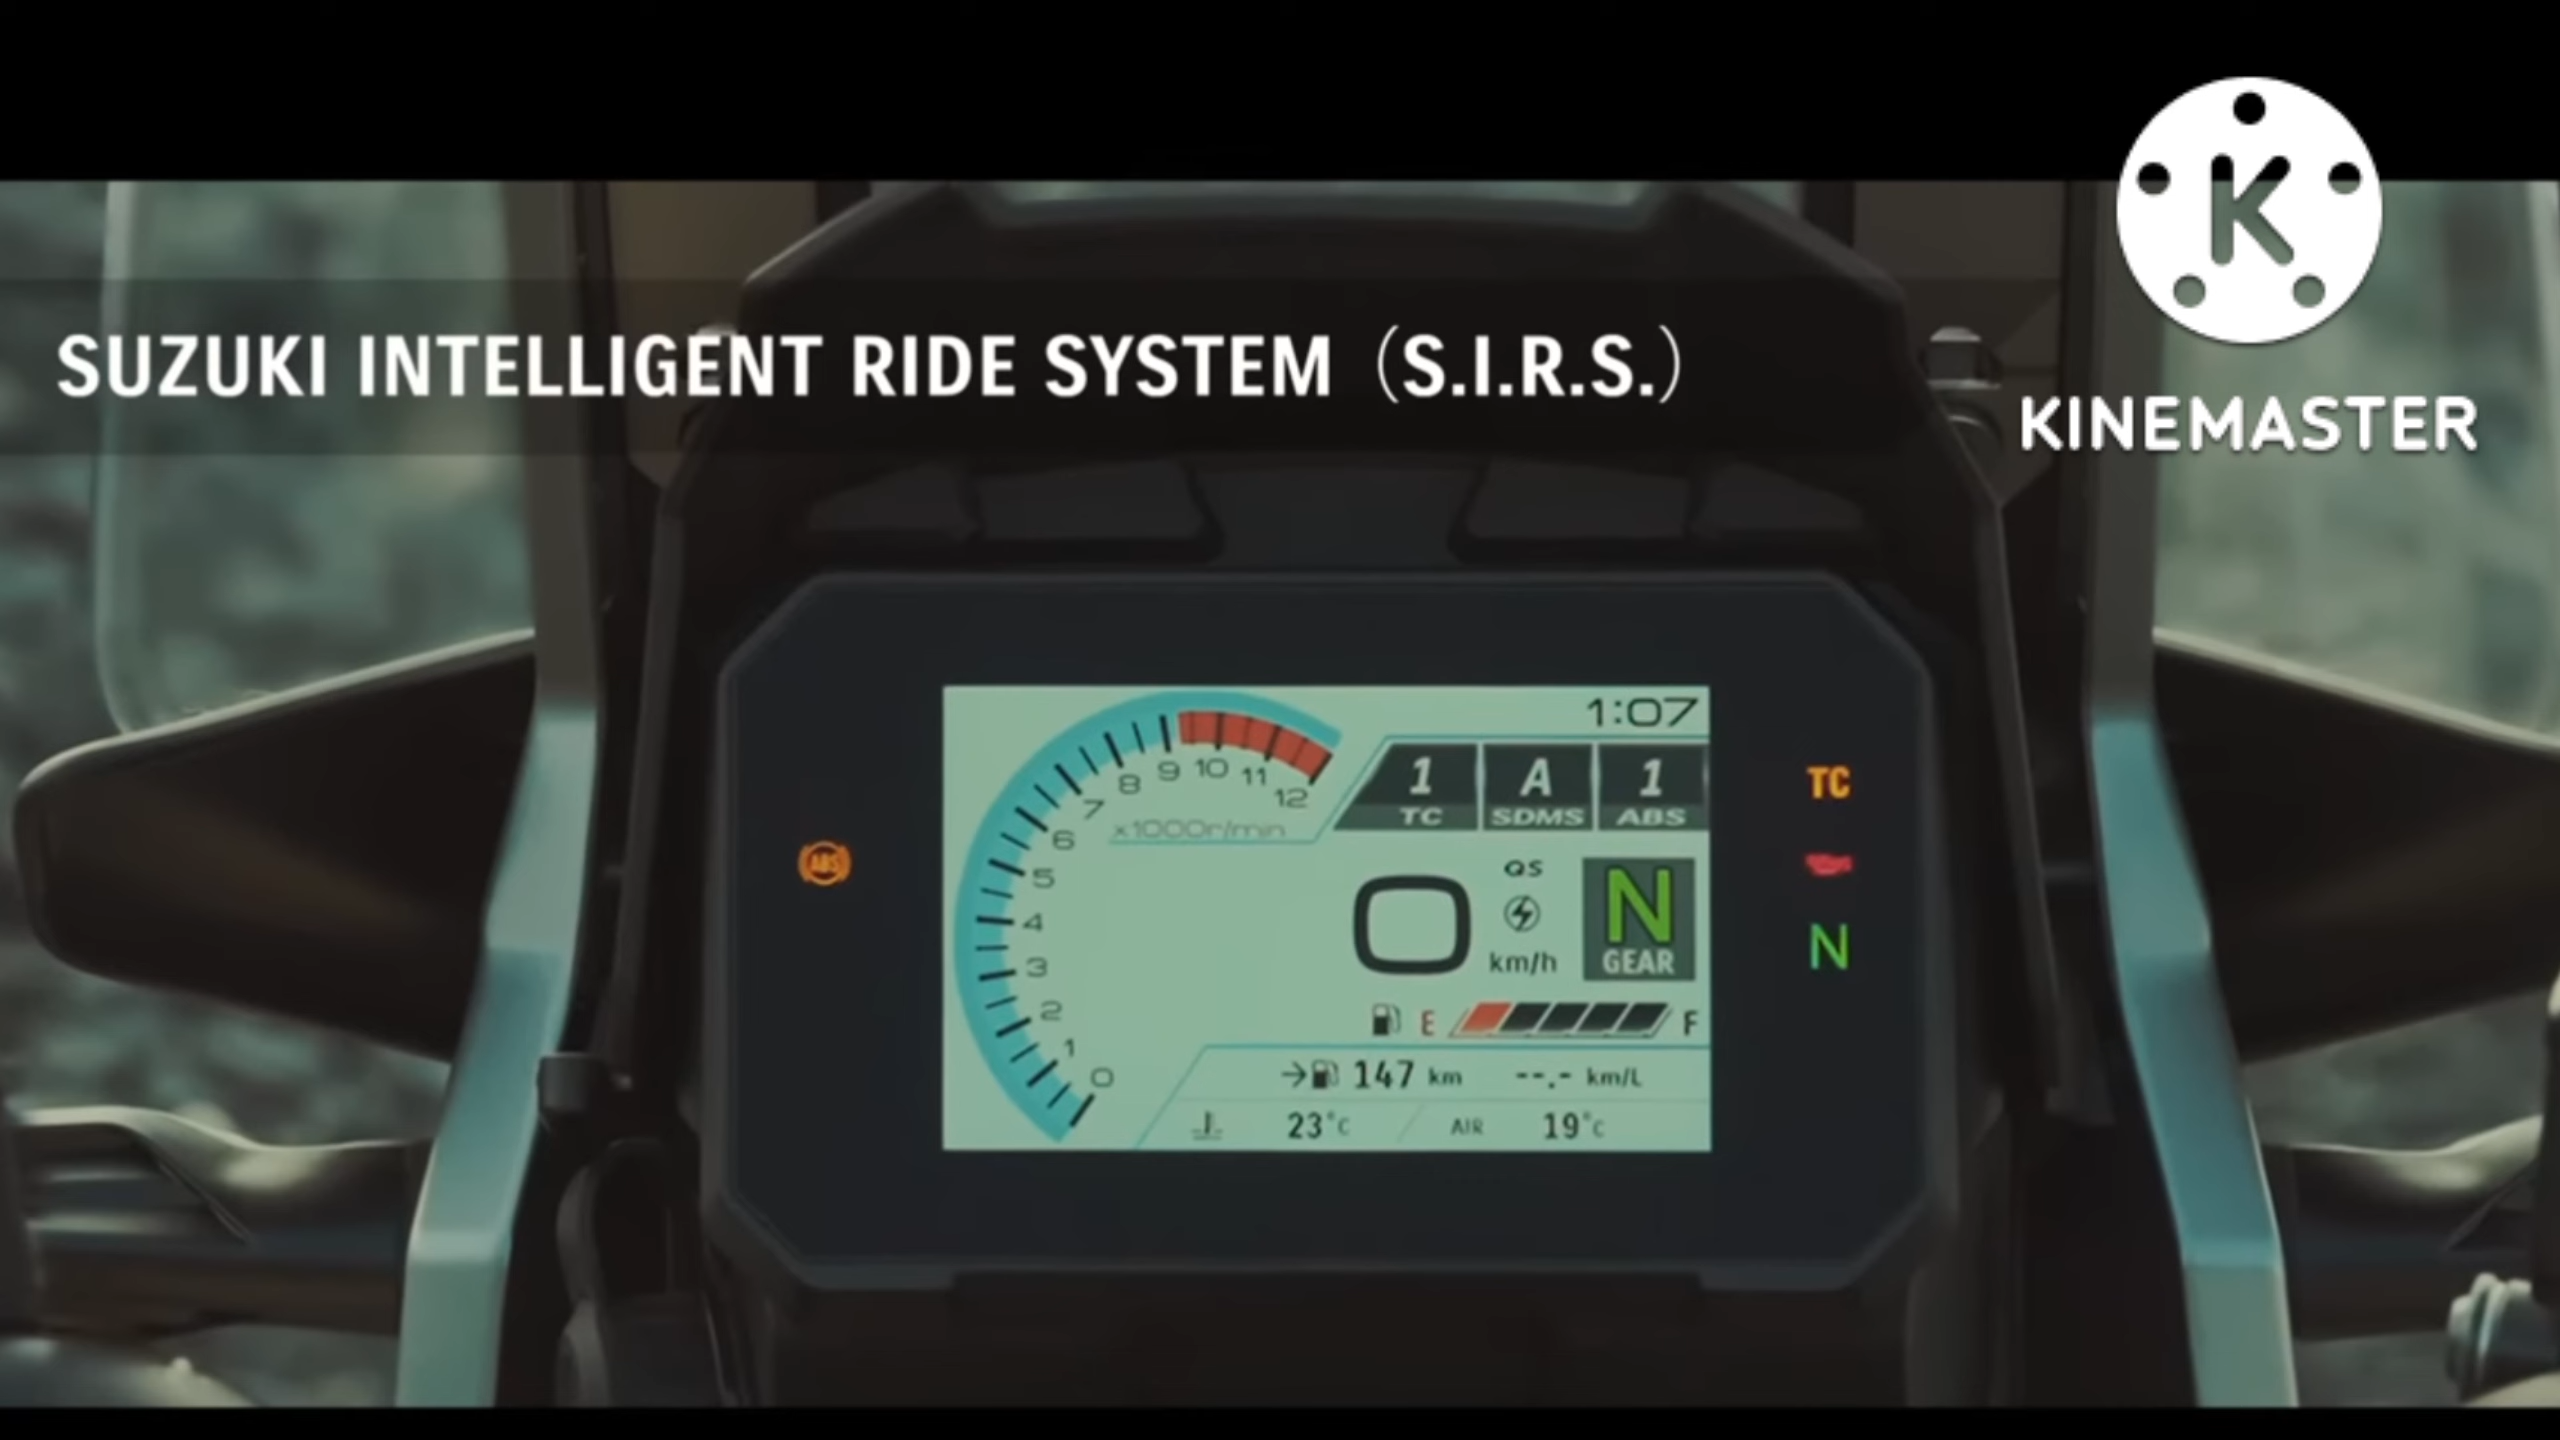 K
KINEMASTER
SUZUKI INTELLIGENT RIDE SYSTEM (S.I.R.S.)
1:07
1 A 1
TC SDMS ABS
TC
9 10 11
8 12
7
x1000r/min
6
ABS
5
QS
N
4
0
km/h
GEAR
N
3
E F
2
1
147 km --.- km/L
0
23°C AIR 19°C